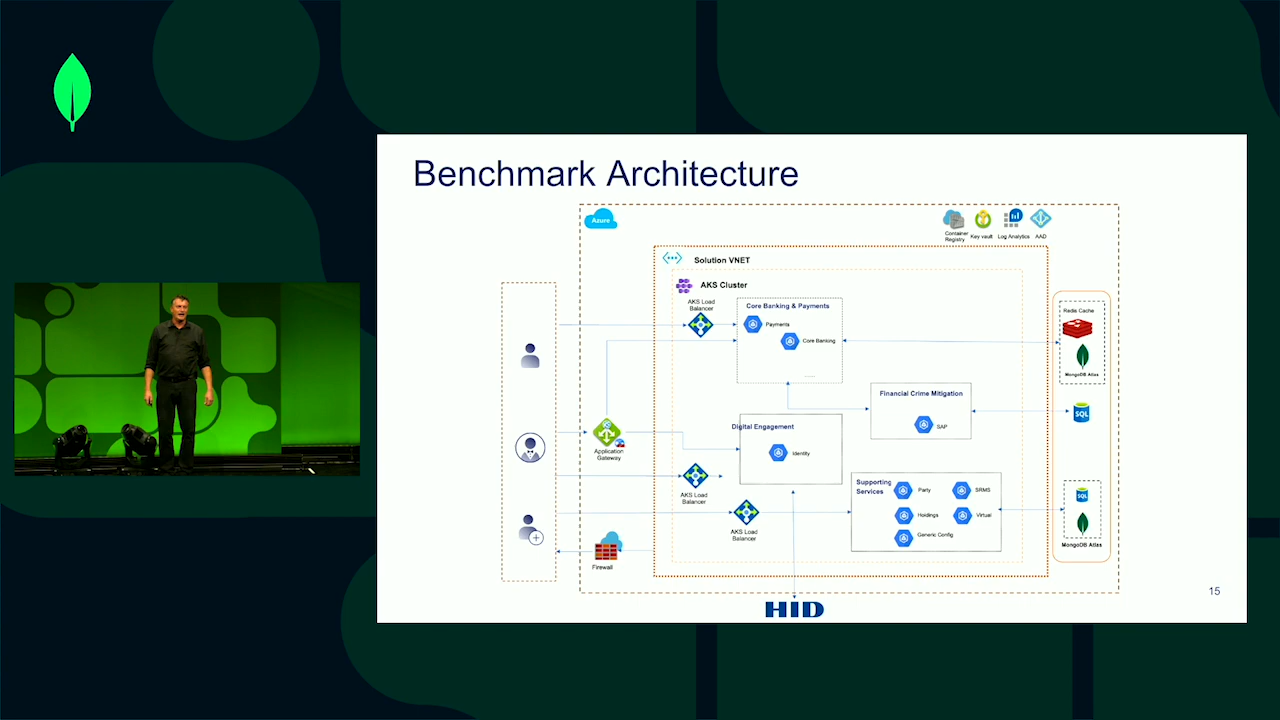 Benchmark Architecture
Azure
Container
Registry
Key vault
Log Analytics
AAD
Solution VNET
AKS Cluster
AKS Load
Balancer
Core Banking & Payments
Payments
Core Banking
.....
Redis Cache
MongoDB Atlas
Financial Crime Mitigation
SAP
SQL
Application
Gateway
Digital Engagement
Identity
AKS Load
Balancer
AKS Load
Balancer
Supporting
Services
Party
SRMS
Holdings
Virtual
Generic Config
SQL
MongoDB Atlas
Firewall
HID
15